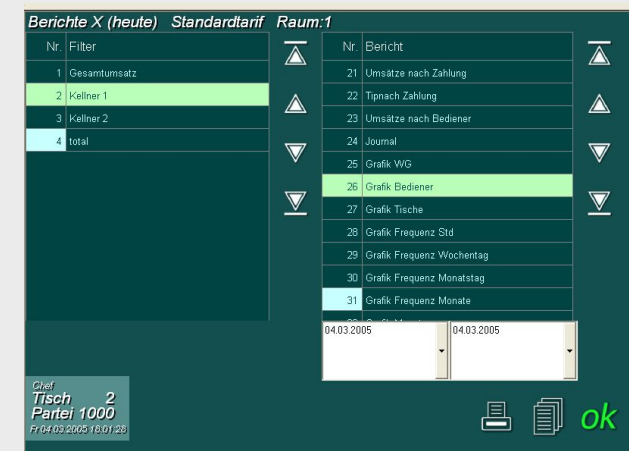 Berichte X (heute) Standardtarif Raum:1
Nr. Filter
1 Gesamtumsatz
2 Kellner 1
3 Kellner 2
4 total
Nr. Bericht
21 Umsätze nach Zahlung
22 Tipnach Zahlung
23 Umsätze nach Bediener
24 Journal
25 Grafik WG
26 Grafik Bediener
27 Grafik Tische
28 Grafik Frequenz Std
29 Grafik Frequenz Wochentag
30 Grafik Frequenz Monatstag
31 Grafik Frequenz Monate
04.03.2005 04.03.2005
Chef
Tisch 2
Partei 1000
Fr 04.03.2005 18:01:28
ok